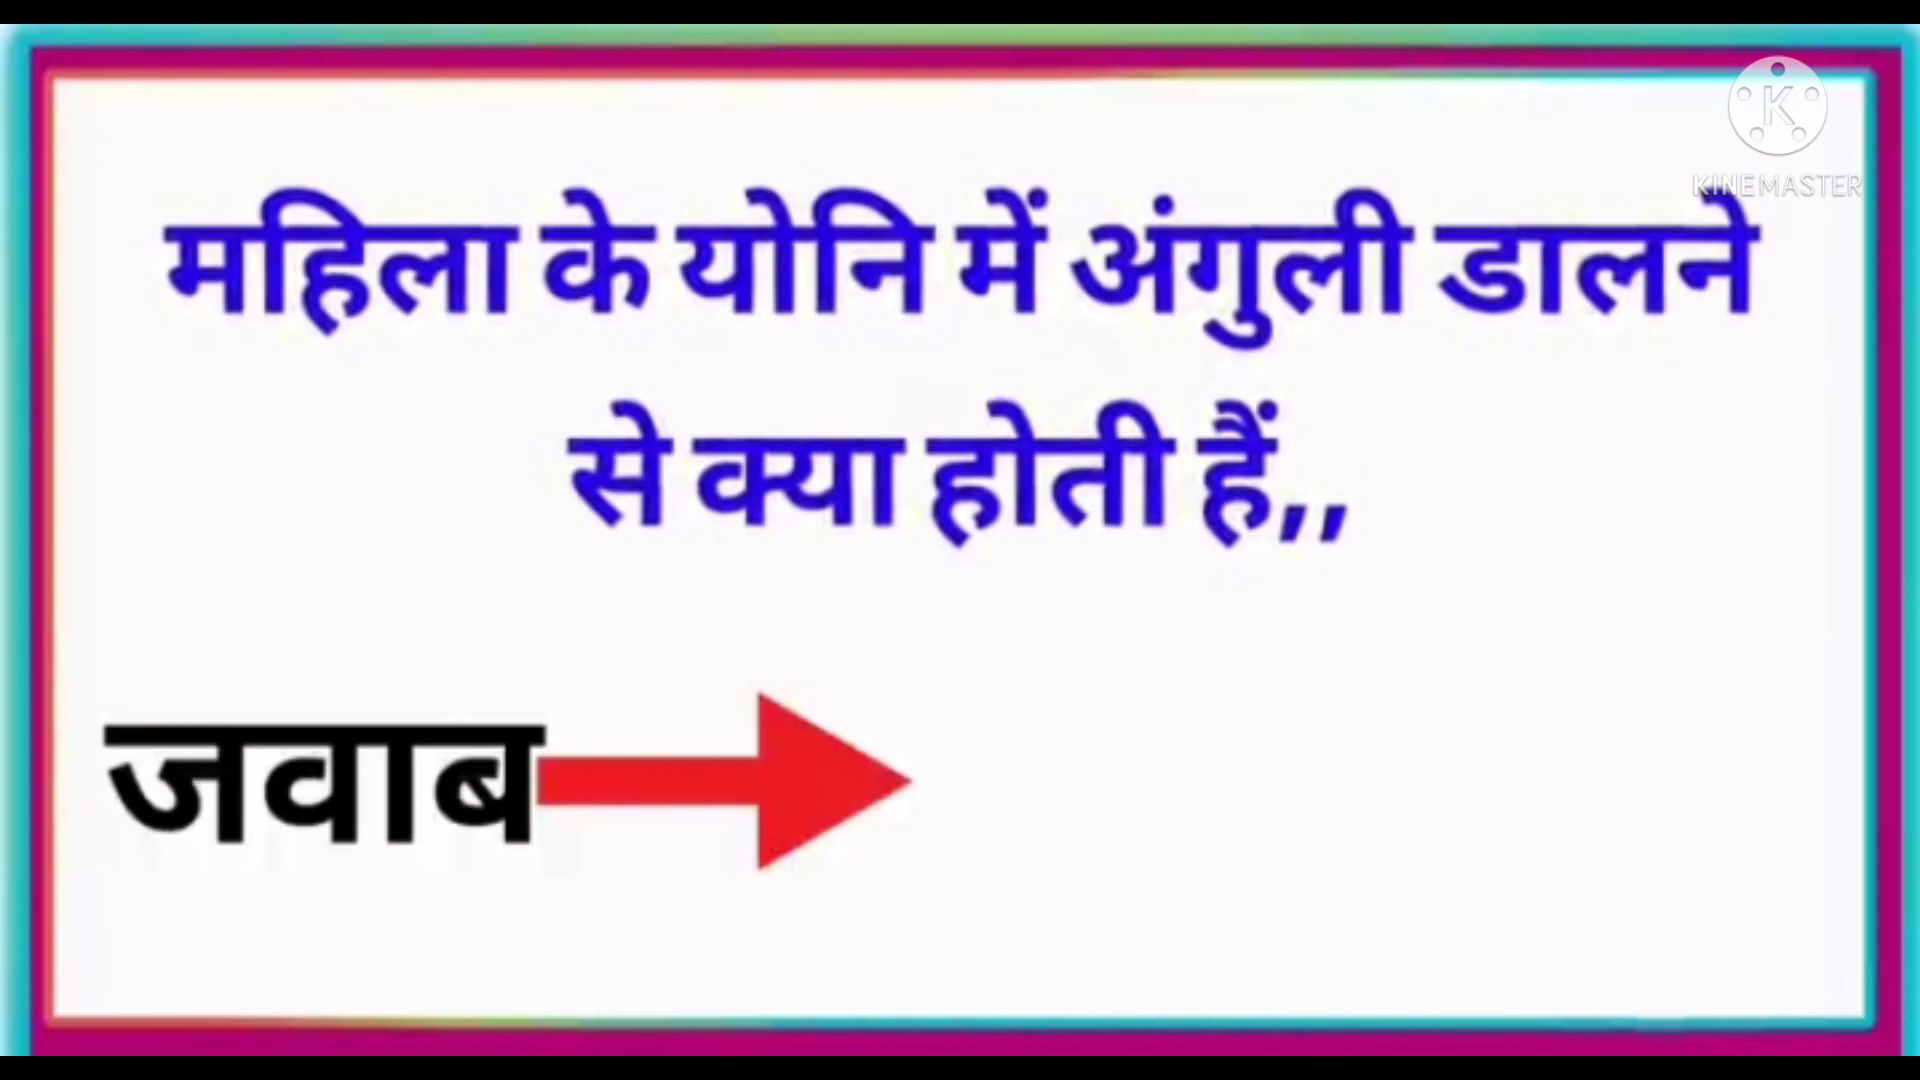 KINEMASTER
महिला के योनि में अंगुली डालने
से क्या होती हैं,,
जवाब